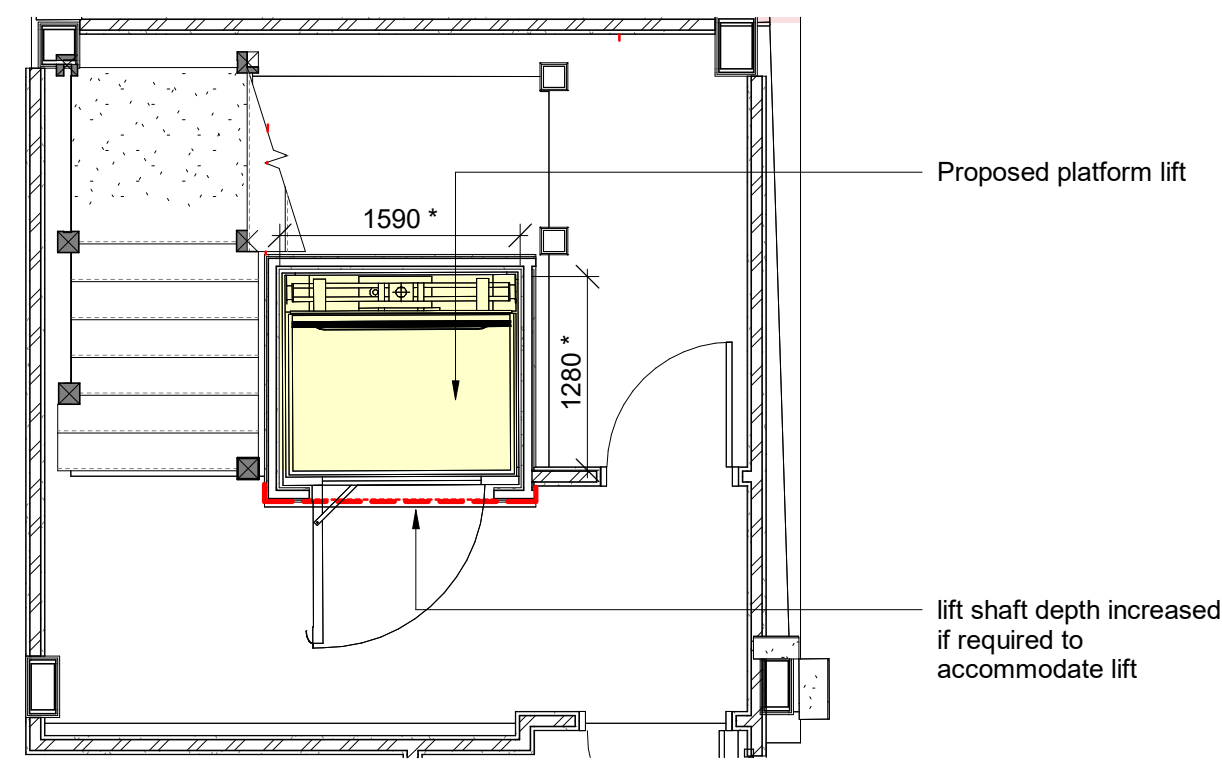 Proposed platform lift
1590 *
1280 *
lift shaft depth increased
if required to
accommodate lift